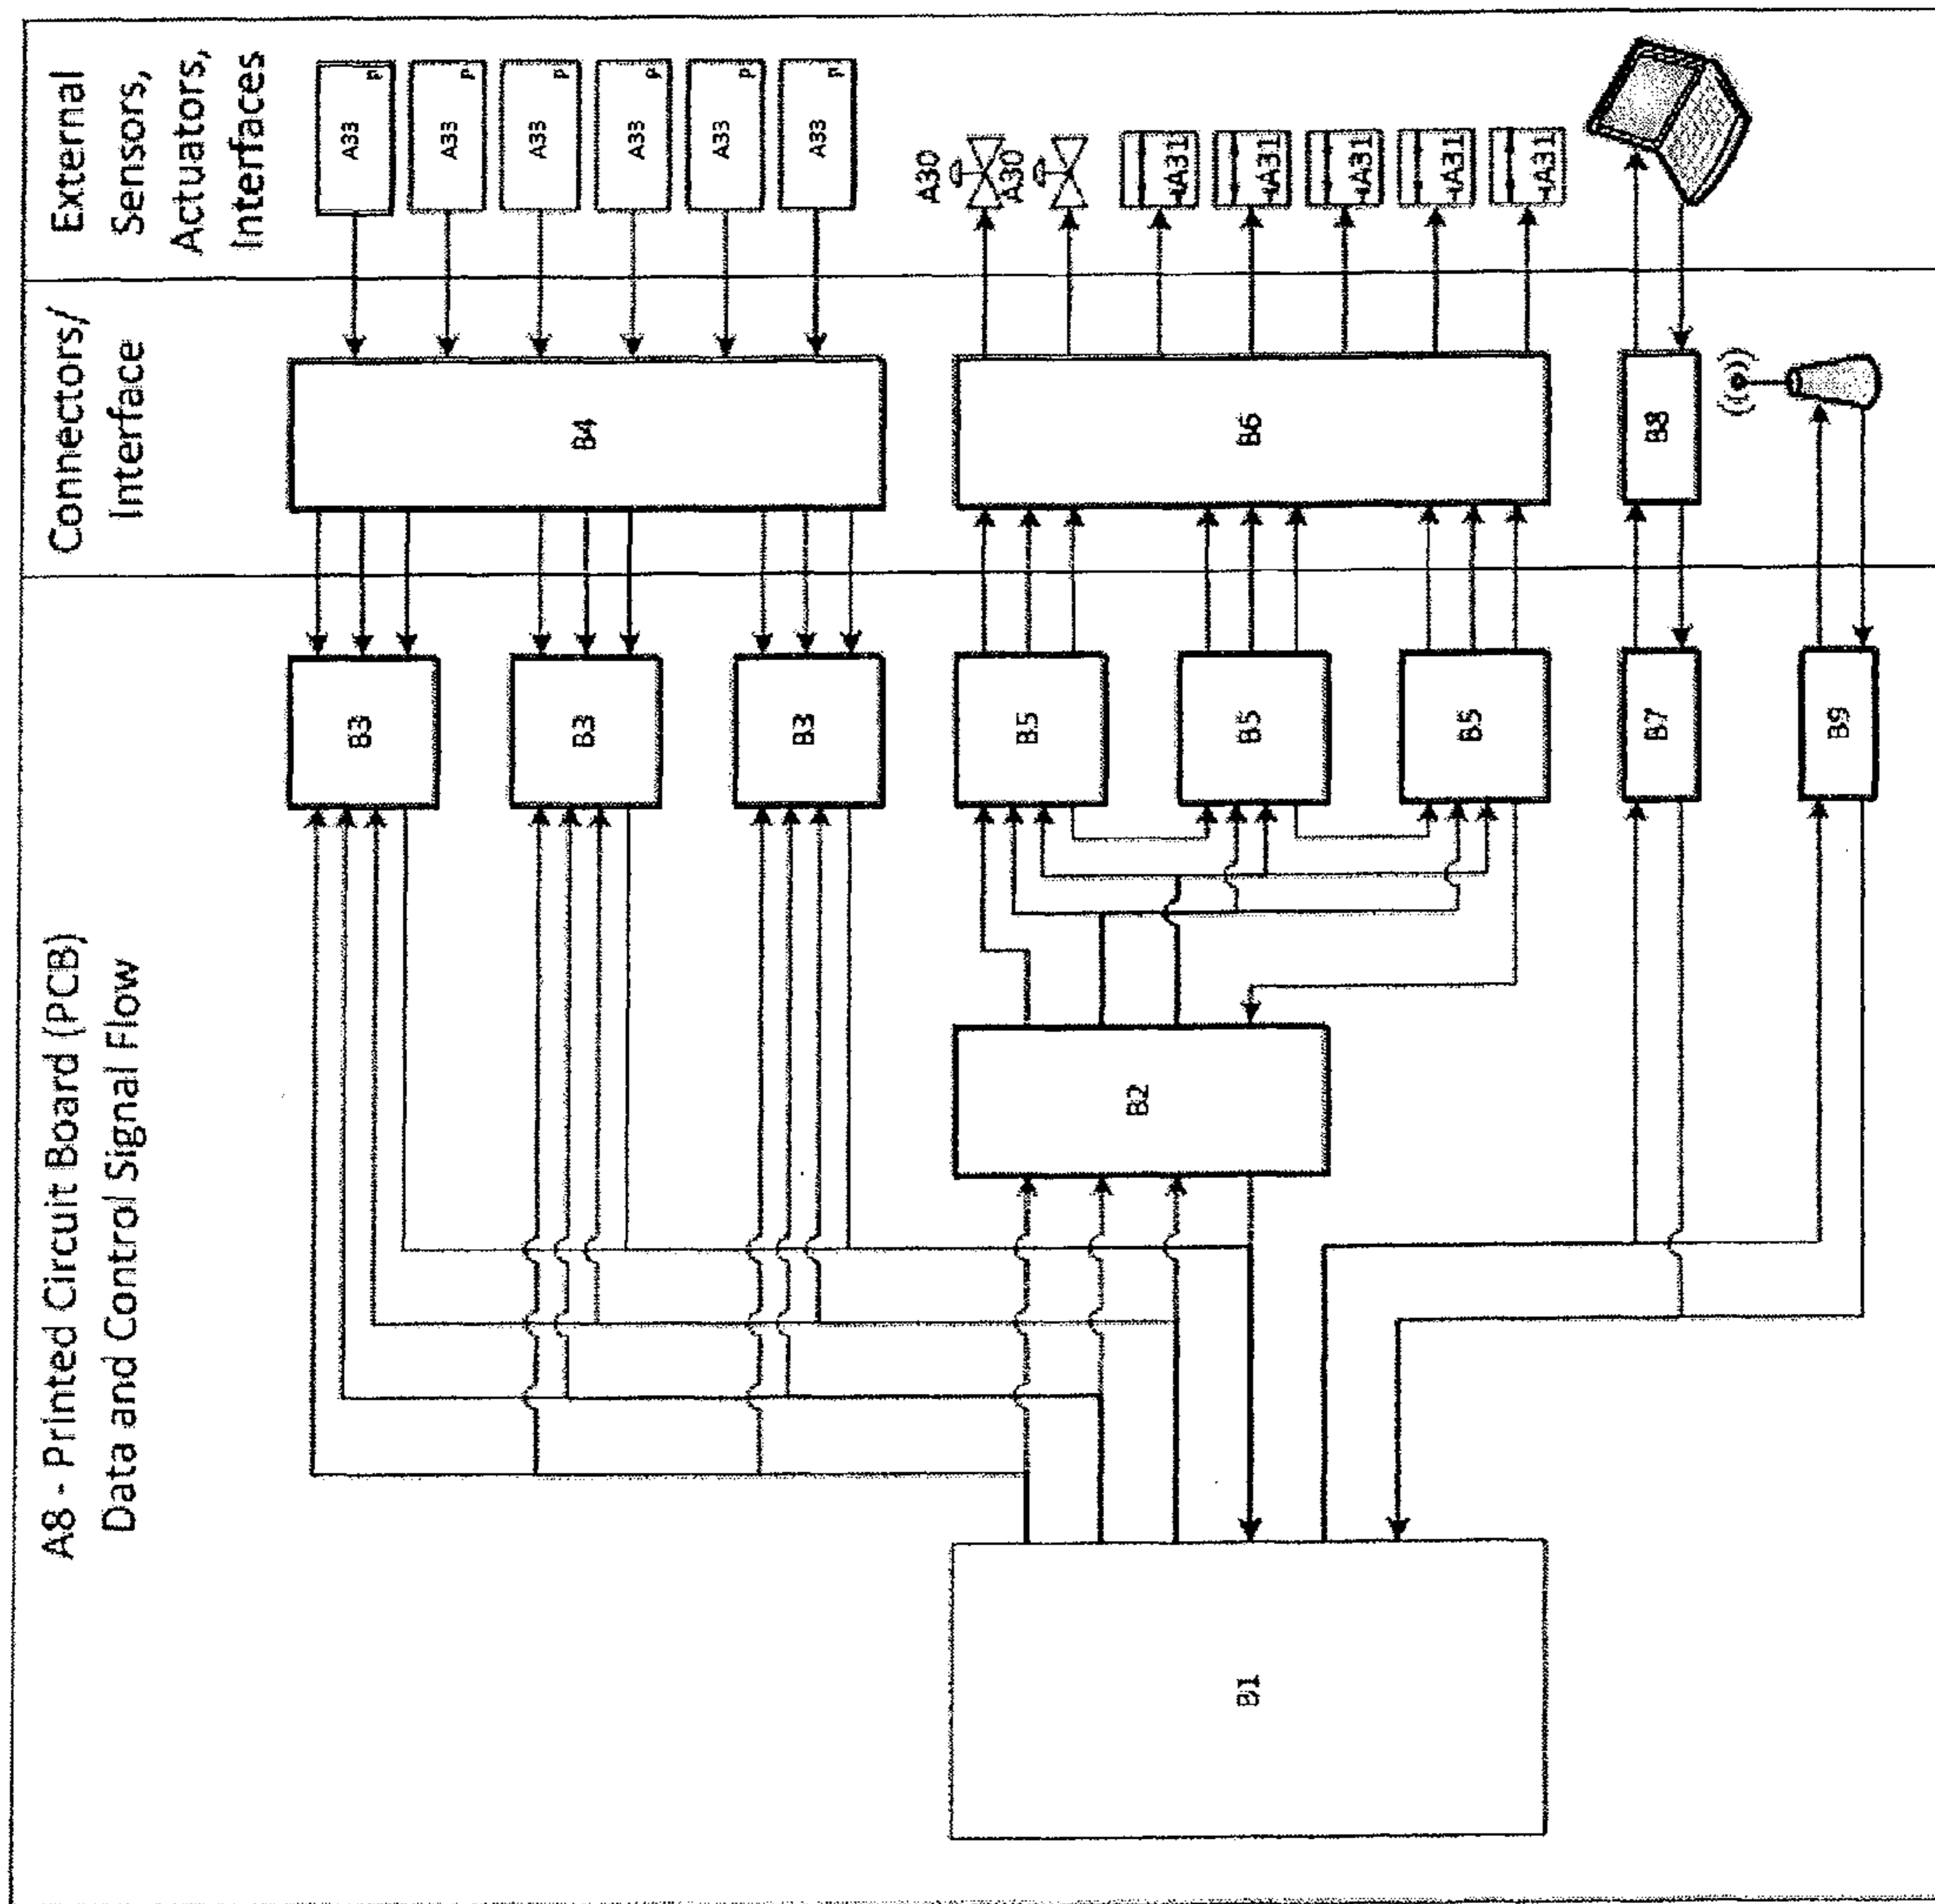 A8 - Printed Circuit Board (PCB)
Data and Control Signal Flow
Connectors/
Interface
External
Sensors,
Actuators,
Interfaces
A33
p
A33
p
A33
p
A33
p
A33
p
A33
p
B3
B3
B3
B4
A30
A30
A31
A31
A31
A31
A31
B5
B5
B5
B6
B2
B1
B7
B8
B9